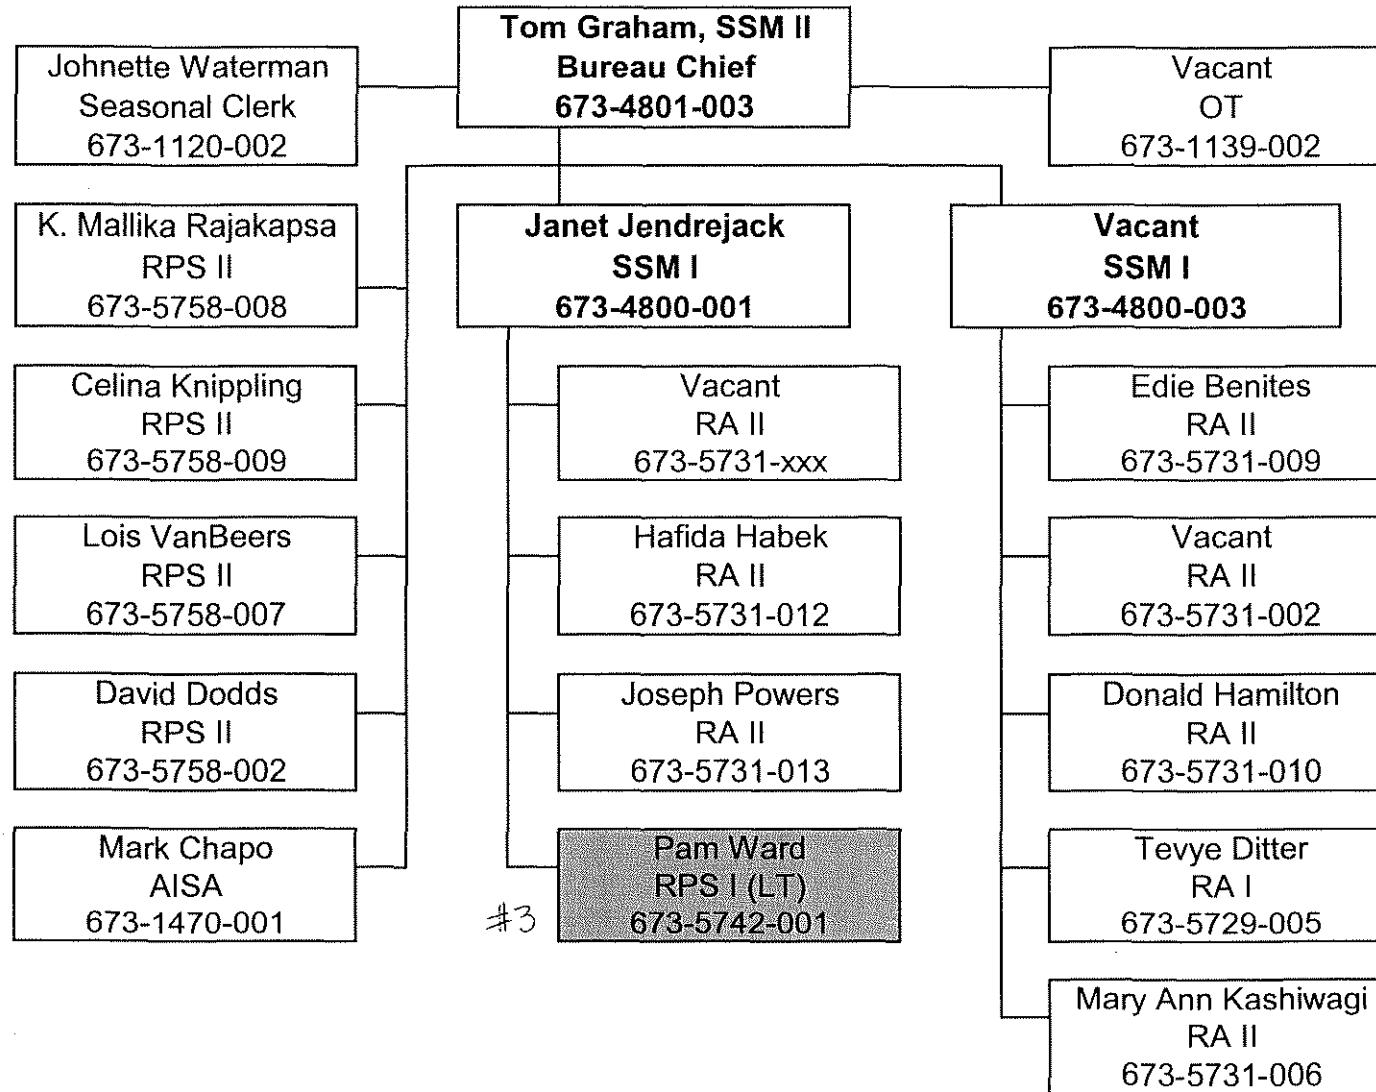 Tom Graham, SSM II
Bureau Chief
673-4801-003
Johnette Waterman
Seasonal Clerk
673-1120-002
Vacant
OT
673-1139-002
K. Mallika Rajakapsa
RPS II
673-5758-008
Celina Knippling
RPS II
673-5758-009
Lois VanBeers
RPS II
673-5758-007
David Dodds
RPS II
673-5758-002
Mark Chapo
AISA
673-1470-001
Janet Jendrejack
SSM I
673-4800-001
Vacant
RA II
673-5731-xxx
Hafida Habek
RA II
673-5731-012
Joseph Powers
RA II
673-5731-013
#3
Pam Ward
RPS I (LT)
673-5742-001
Vacant
SSM I
673-4800-003
Edie Benites
RA II
673-5731-009
Vacant
RA II
673-5731-002
Donald Hamilton
RA II
673-5731-010
Tevye Ditter
RA I
673-5729-005
Mary Ann Kashiwagi
RA II
673-5731-006